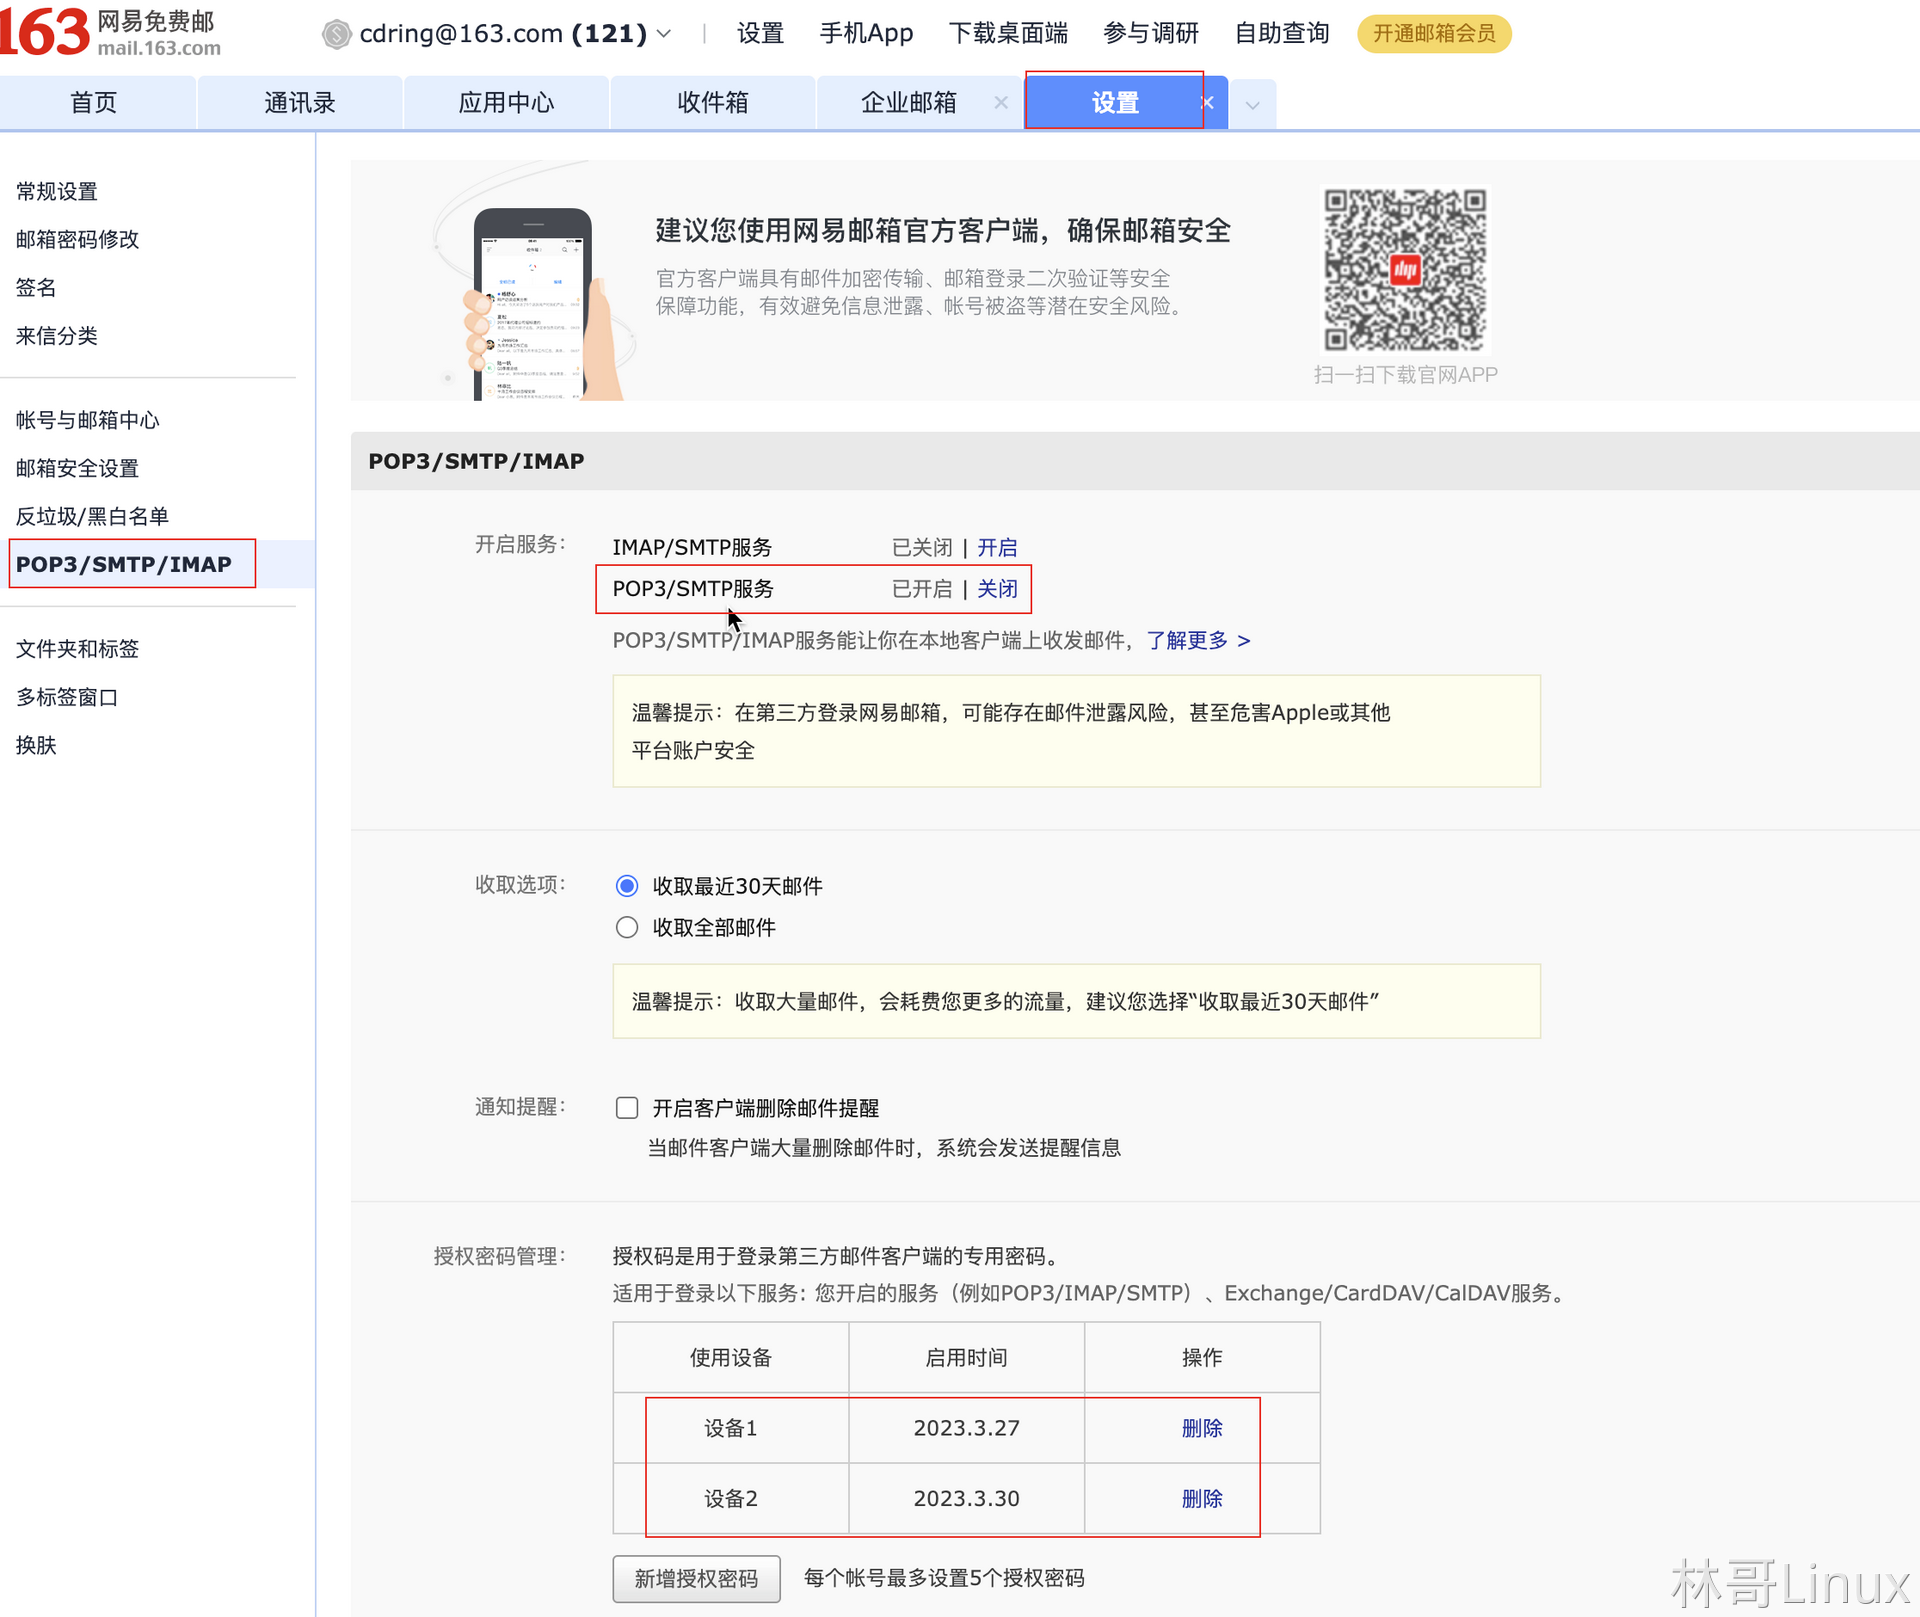 163 网易免费邮
mail.163.com
cdring@163.com (121)
设置 手机App 下载桌面端 参与调研 自助查询 开通邮箱会员
首页 通讯录 应用中心 收件箱 企业邮箱 设置
常规设置
邮箱密码修改
签名
来信分类
帐号与邮箱中心
邮箱安全设置
反垃圾/黑白名单
POP3/SMTP/IMAP
文件夹和标签
多标签窗口
换肤
建议您使用网易邮箱官方客户端，确保邮箱安全
官方客户端具有邮件加密传输、邮箱登录二次验证等安全
保障功能，有效避免信息泄露、帐号被盗等潜在安全风险。
扫一扫下载官网APP
POP3/SMTP/IMAP
开启服务： IMAP/SMTP服务 已关闭 | 开启
POP3/SMTP服务 已开启 | 关闭
POP3/SMTP/IMAP服务能让你在本地客户端上收发邮件，了解更多 >
温馨提示：在第三方登录网易邮箱，可能存在邮件泄露风险，甚至危害Apple或其他
平台账户安全
收取选项： 收取最近30天邮件
收取全部邮件
温馨提示：收取大量邮件，会耗费您更多的流量，建议您选择“收取最近30天邮件”
通知提醒： 开启客户端删除邮件提醒
当邮件客户端大量删除邮件时，系统会发送提醒信息
授权密码管理： 授权码是用于登录第三方邮件客户端的专用密码。
适用于登录以下服务: 您开启的服务（例如POP3/IMAP/SMTP）、Exchange/CardDAV/CalDAV服务。
使用设备 启用时间 操作
设备1 2023.3.27 删除
设备2 2023.3.30 删除
新增授权密码 每个帐号最多设置5个授权密码
林哥Linux